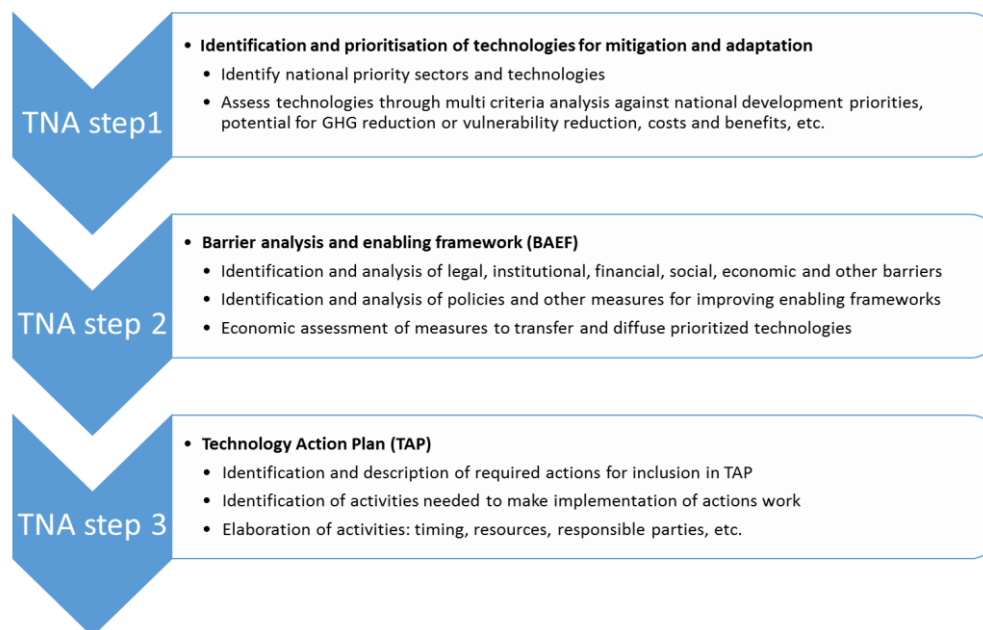 TNA step1
• Identification and prioritisation of technologies for mitigation and adaptation
• Identify national priority sectors and technologies
• Assess technologies through multi criteria analysis against national development priorities,
potential for GHG reduction or vulnerability reduction, costs and benefits, etc.
TNA step 2
• Barrier analysis and enabling framework (BAEF)
• Identification and analysis of legal, institutional, financial, social, economic and other barriers
• Identification and analysis of policies and other measures for improving enabling frameworks
• Economic assessment of measures to transfer and diffuse prioritized technologies
TNA step 3
• Technology Action Plan (TAP)
• Identification and description of required actions for inclusion in TAP
• Identification of activities needed to make implementation of actions work
• Elaboration of activities: timing, resources, responsible parties, etc.